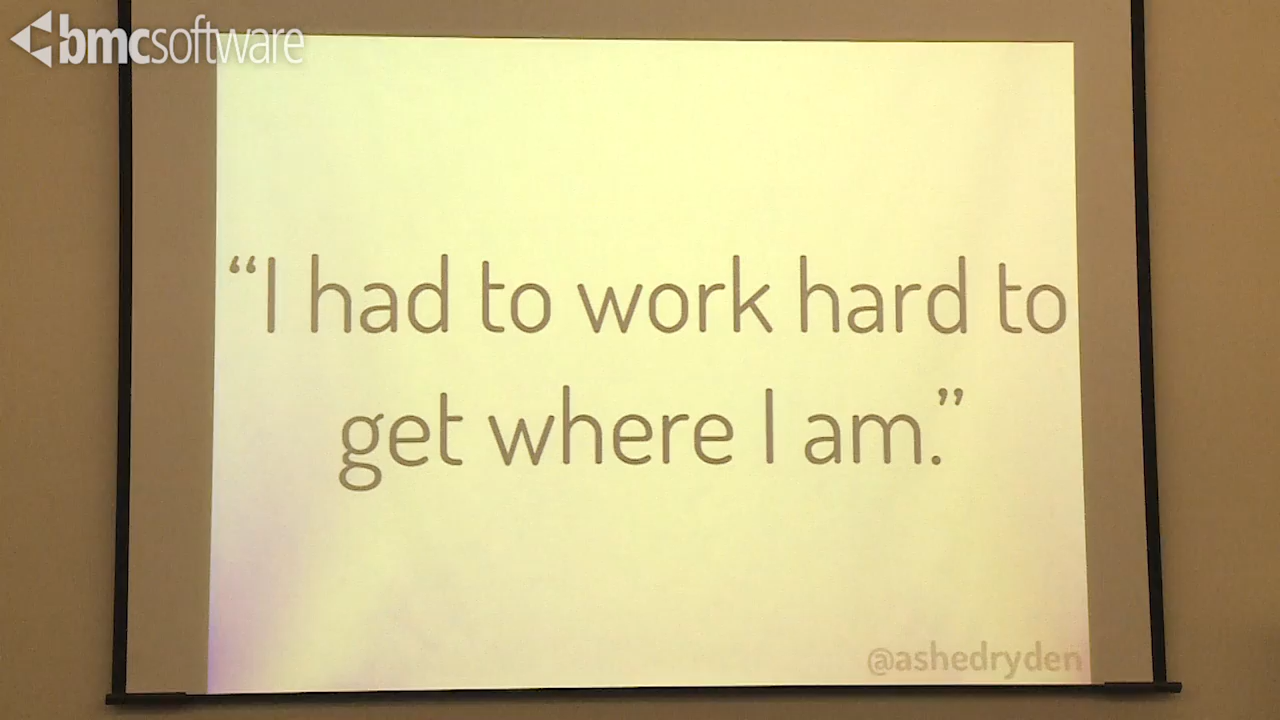 bmcsoftware
“I had to work hard to
get where I am.”
@ashedryden